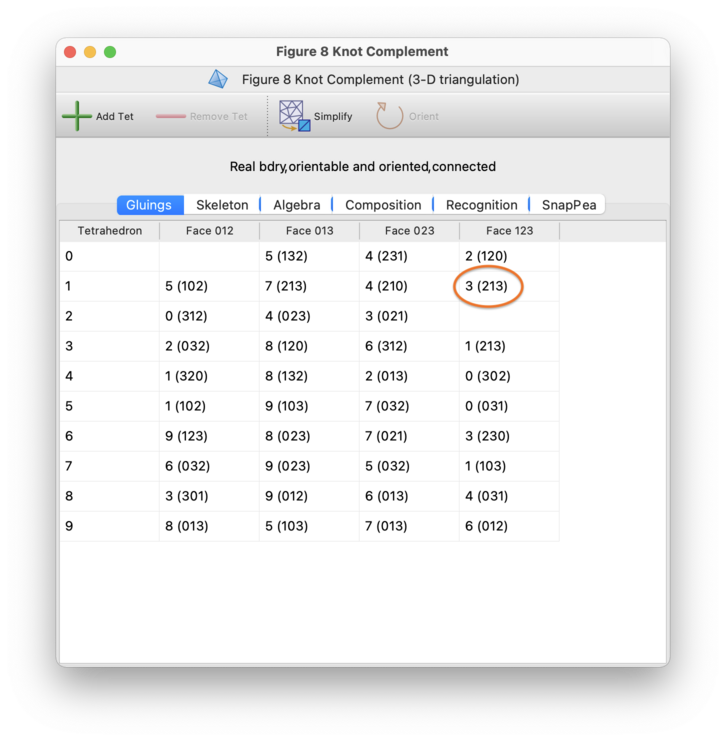 Figure 8 Knot Complement
Figure 8 Knot Complement (3-D triangulation)
Add Tet Remove Tet Simplify Orient
Real bdry,orientable and oriented,connected
Gluings Skeleton Algebra Composition Recognition SnapPea
Tetrahedron Face 012 Face 013 Face 023 Face 123
0 5 (132) 4 (231) 2 (120)
1 5 (102) 7 (213) 4 (210) 3 (213)
2 0 (312) 4 (023) 3 (021)
3 2 (032) 8 (120) 6 (312) 1 (213)
4 1 (320) 8 (132) 2 (013) 0 (302)
5 1 (102) 9 (103) 7 (032) 0 (031)
6 9 (123) 8 (023) 7 (021) 3 (230)
7 6 (032) 9 (023) 5 (032) 1 (103)
8 3 (301) 9 (012) 6 (013) 4 (031)
9 8 (013) 5 (103) 7 (013) 6 (012)